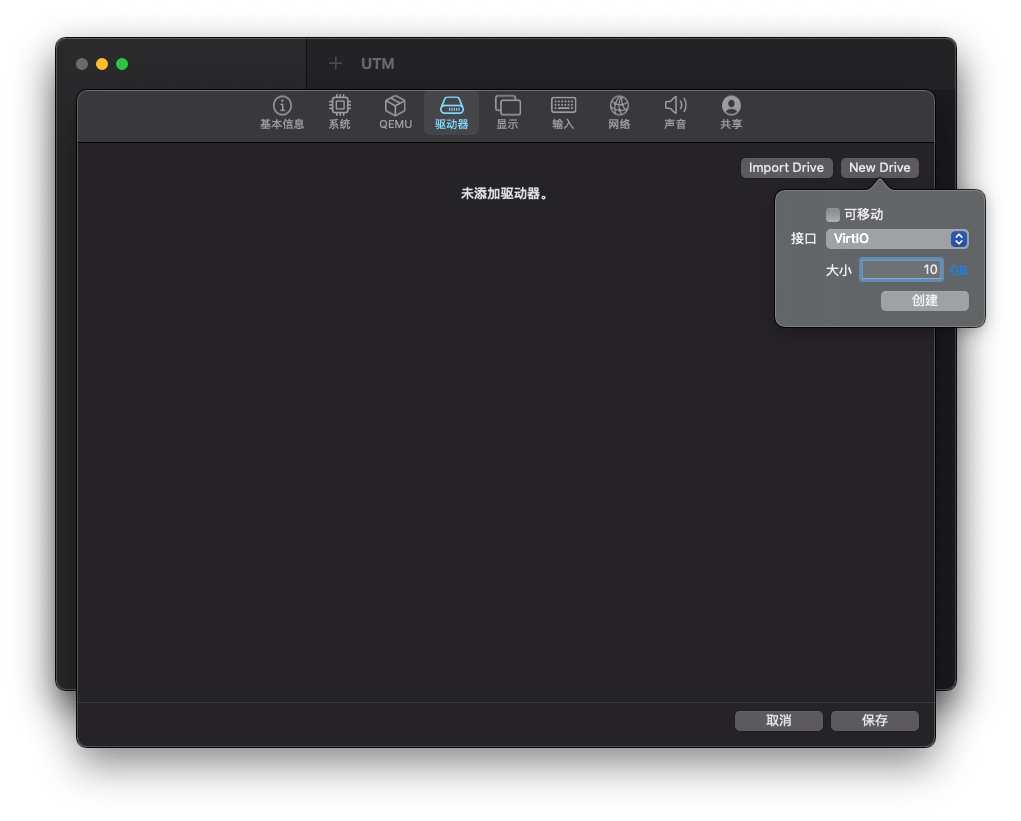 UTM
基本信息 系统 QEMU 驱动器 显示 输入 网络 声音 共享
Import Drive New Drive
未添加驱动器。
可移动
接口 VirtIO
大小 10 GB
创建
取消 保存